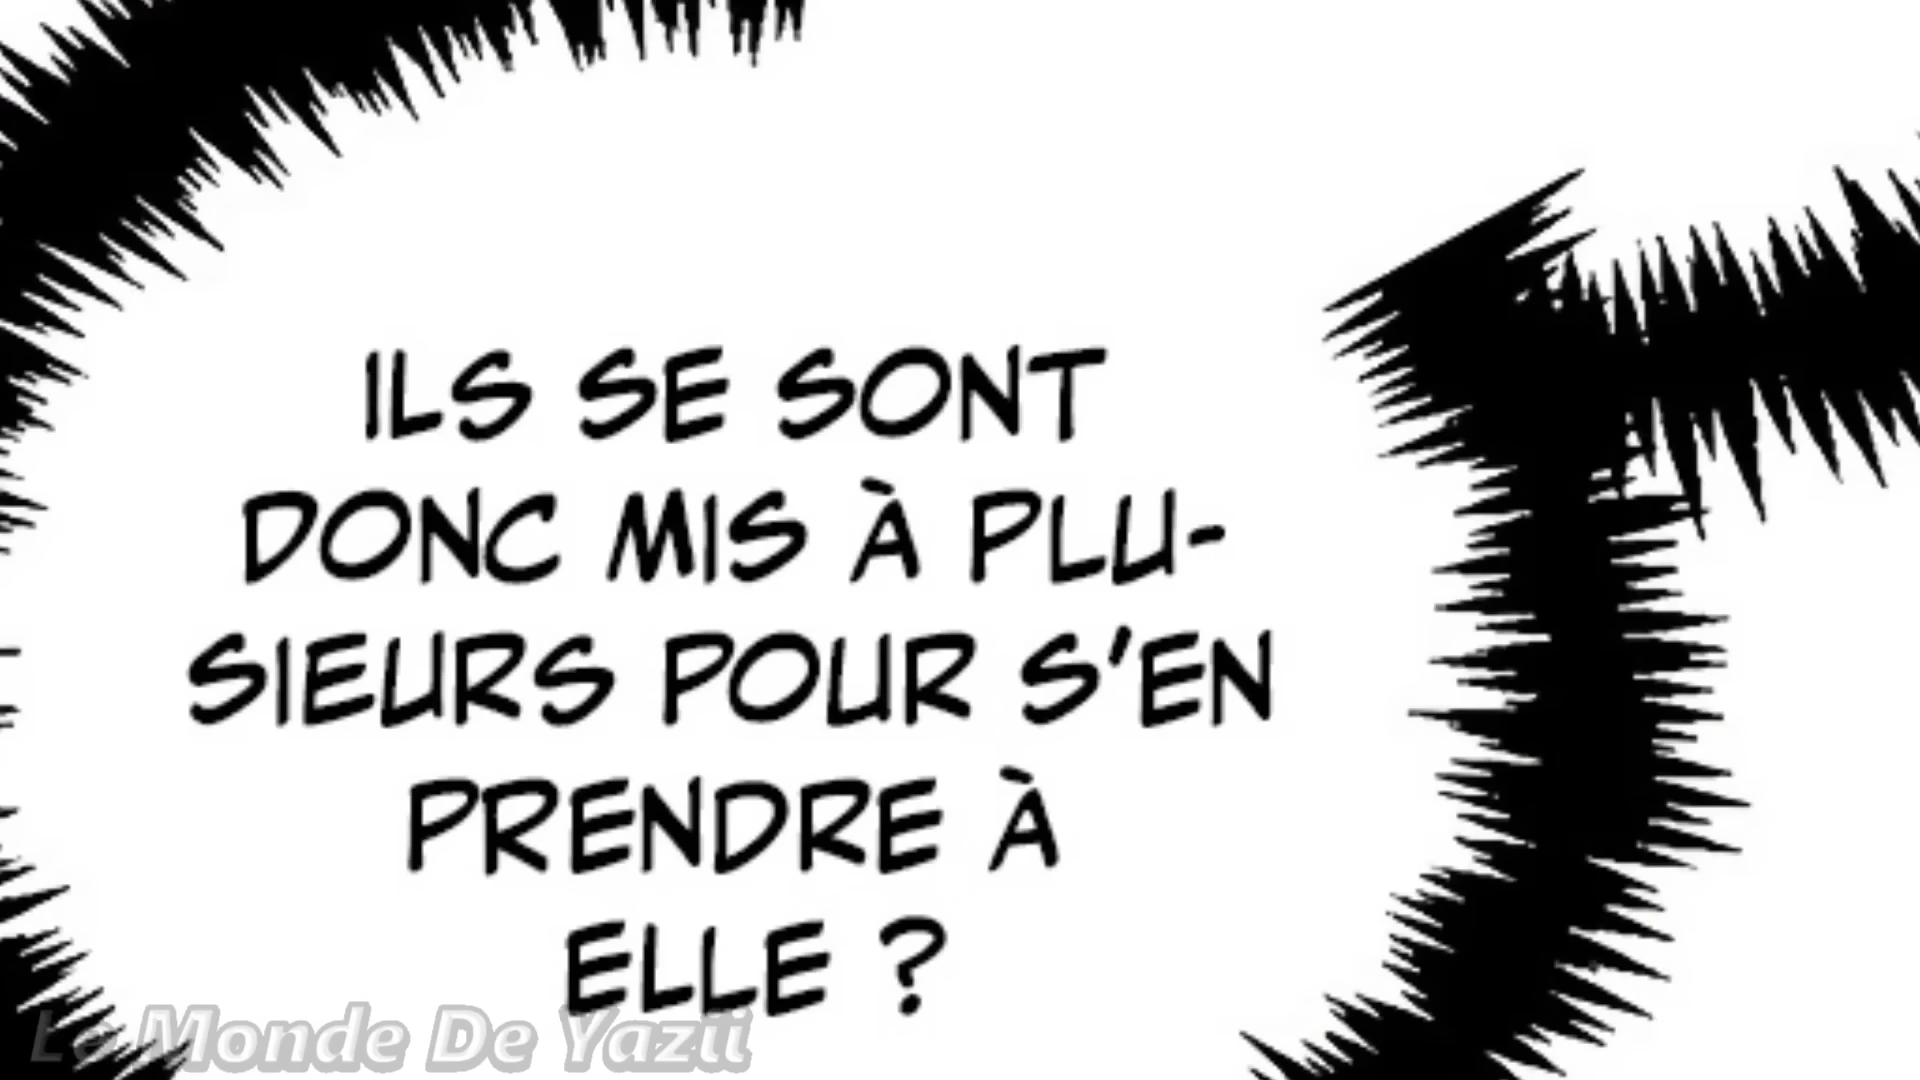 ILS SE SONT
DONC MIS À PLU-
SIEURS POUR S'EN
PRENDRE À
ELLE ?
Le Monde De Yazii